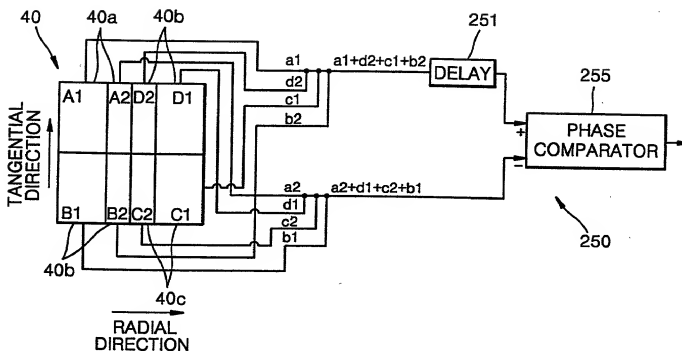 40
40a
40b
251
A1
A2
D2
D1
B1
B2
C2
C1
TANGENTIAL
DIRECTION
a1
d2
c1
b2
a1+d2+c1+b2
DELAY
255
+
−
PHASE
COMPARATOR
a2
d1
c2
b1
a2+d1+c2+b1
250
40b
40c
RADIAL
DIRECTION